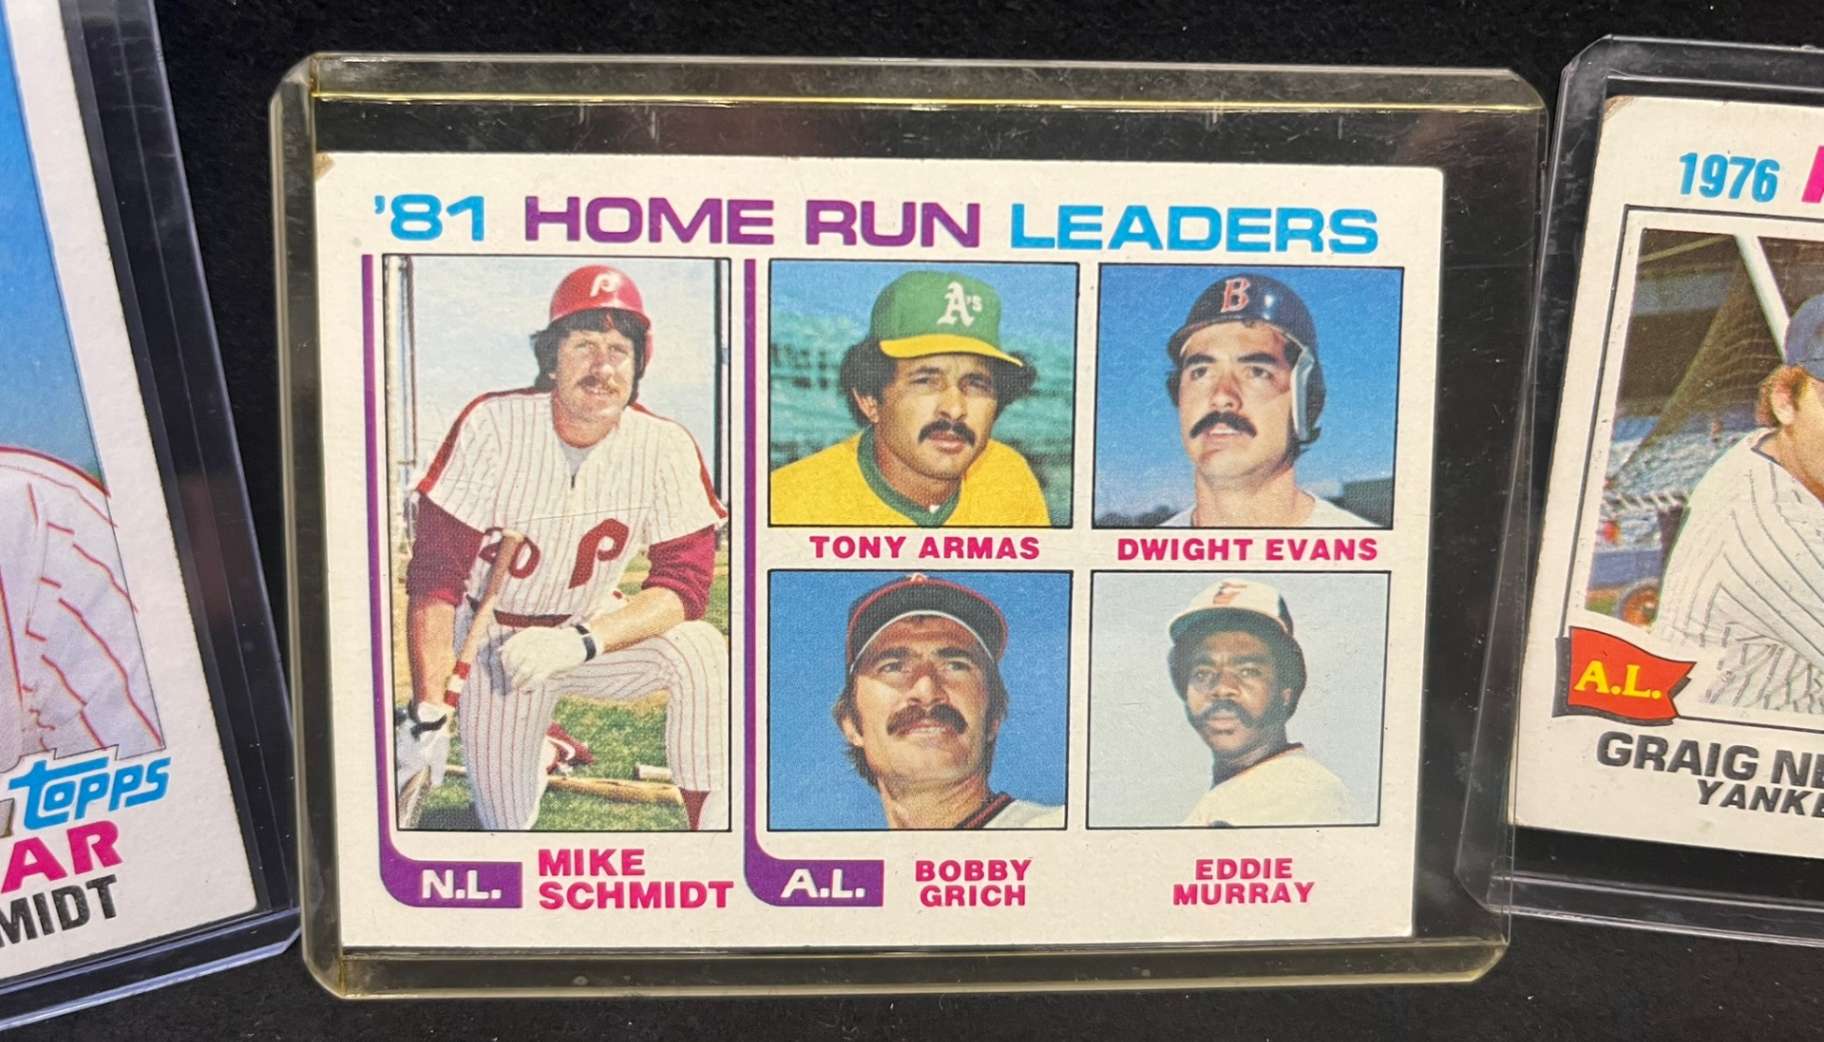 '81 HOME RUN LEADERS
P
A's
B
20 P
TONY ARMAS
DWIGHT EVANS
N.L.
MIKE
SCHMIDT
A.L.
BOBBY
GRICH
EDDIE
MURRAY
TOPPS
AR
MIDT
1976
A.L.
GRAIG NE
YANKE